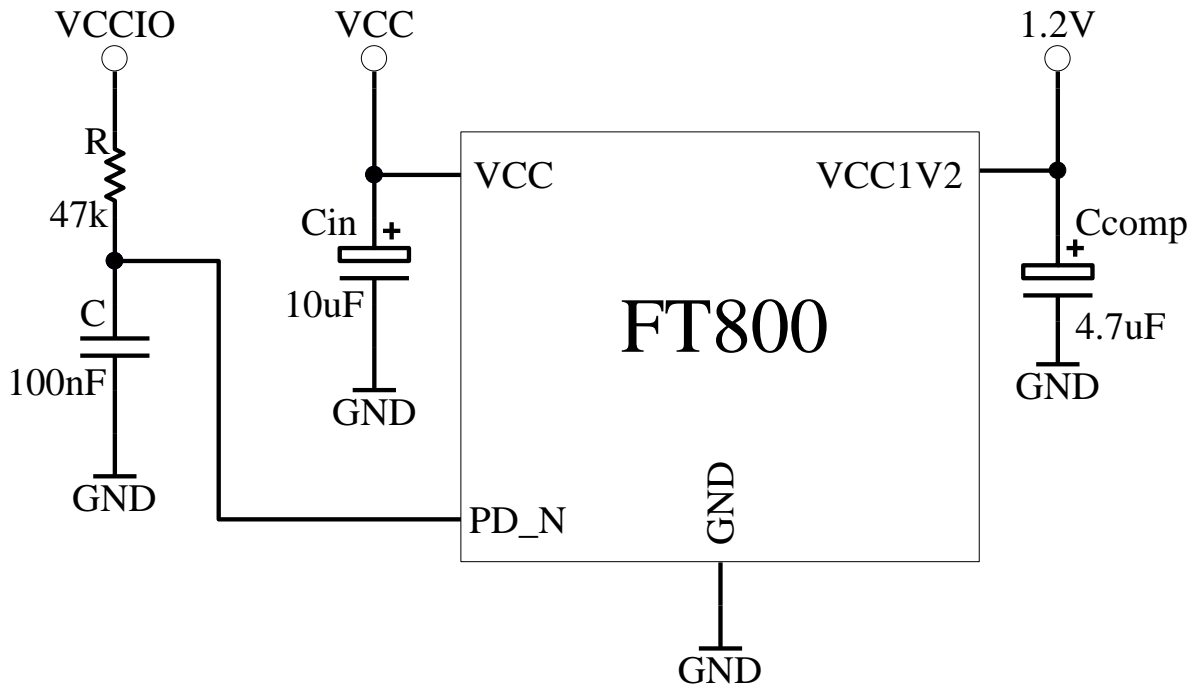 VCCIO
VCC
1.2V
R
47k
VCC
VCC1V2
Cin
+
10uF
Ccomp
+
4.7uF
C
100nF
FT800
GND
GND
GND
PD_N
GND
GND